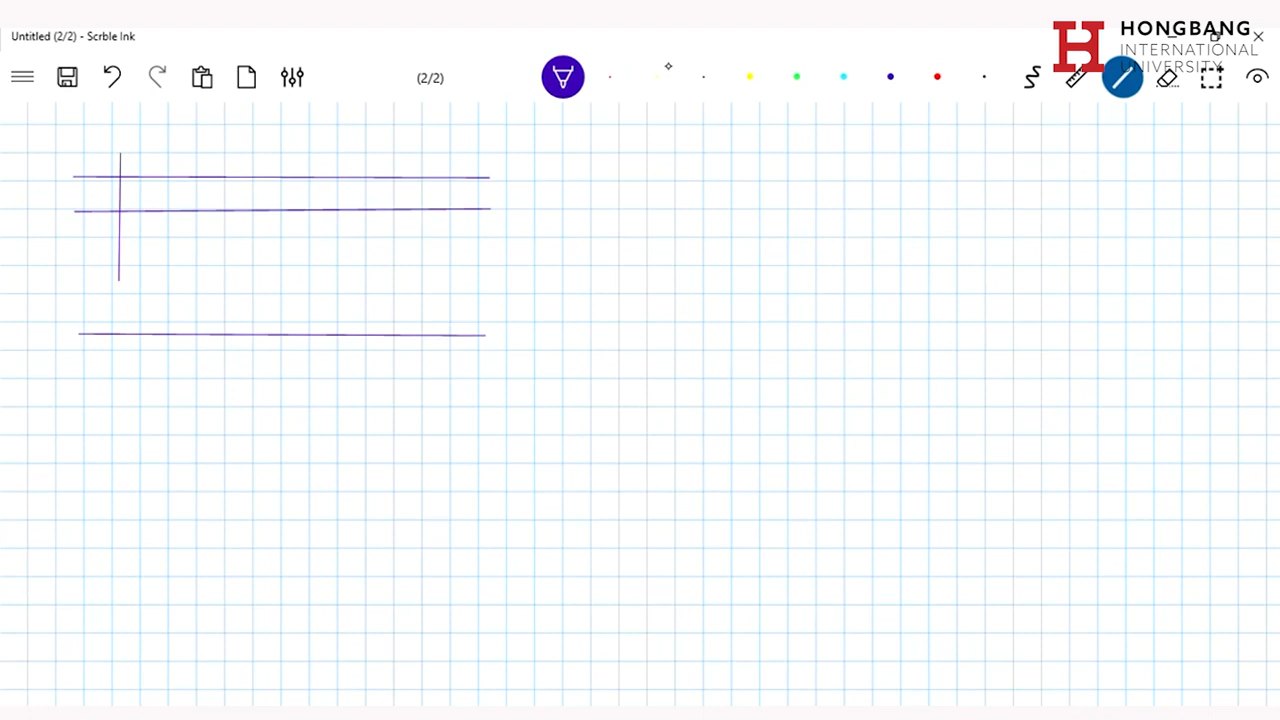 Untitled (2/2) - Scrble Ink
HONGBANG
INTERNATIONAL
UNIVERSITY
(2/2)